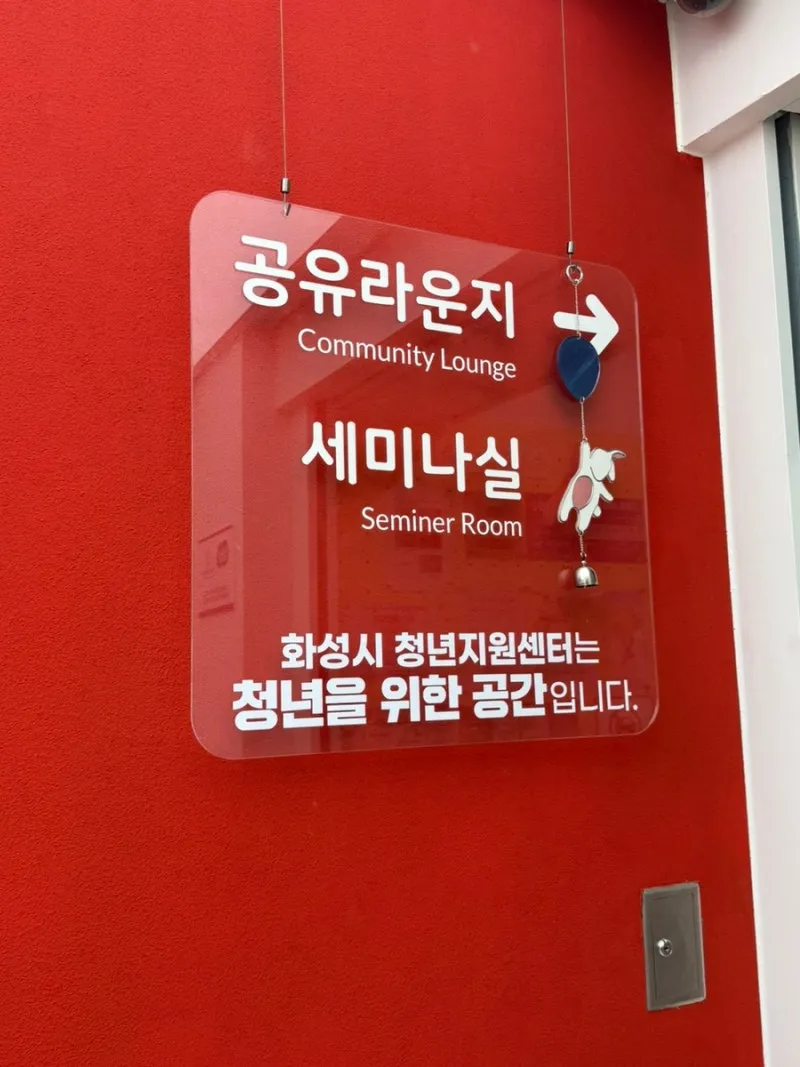 공유라운지
Community Lounge
세미나실
Seminer Room
화성시 청년지원센터는
청년을 위한 공간입니다.